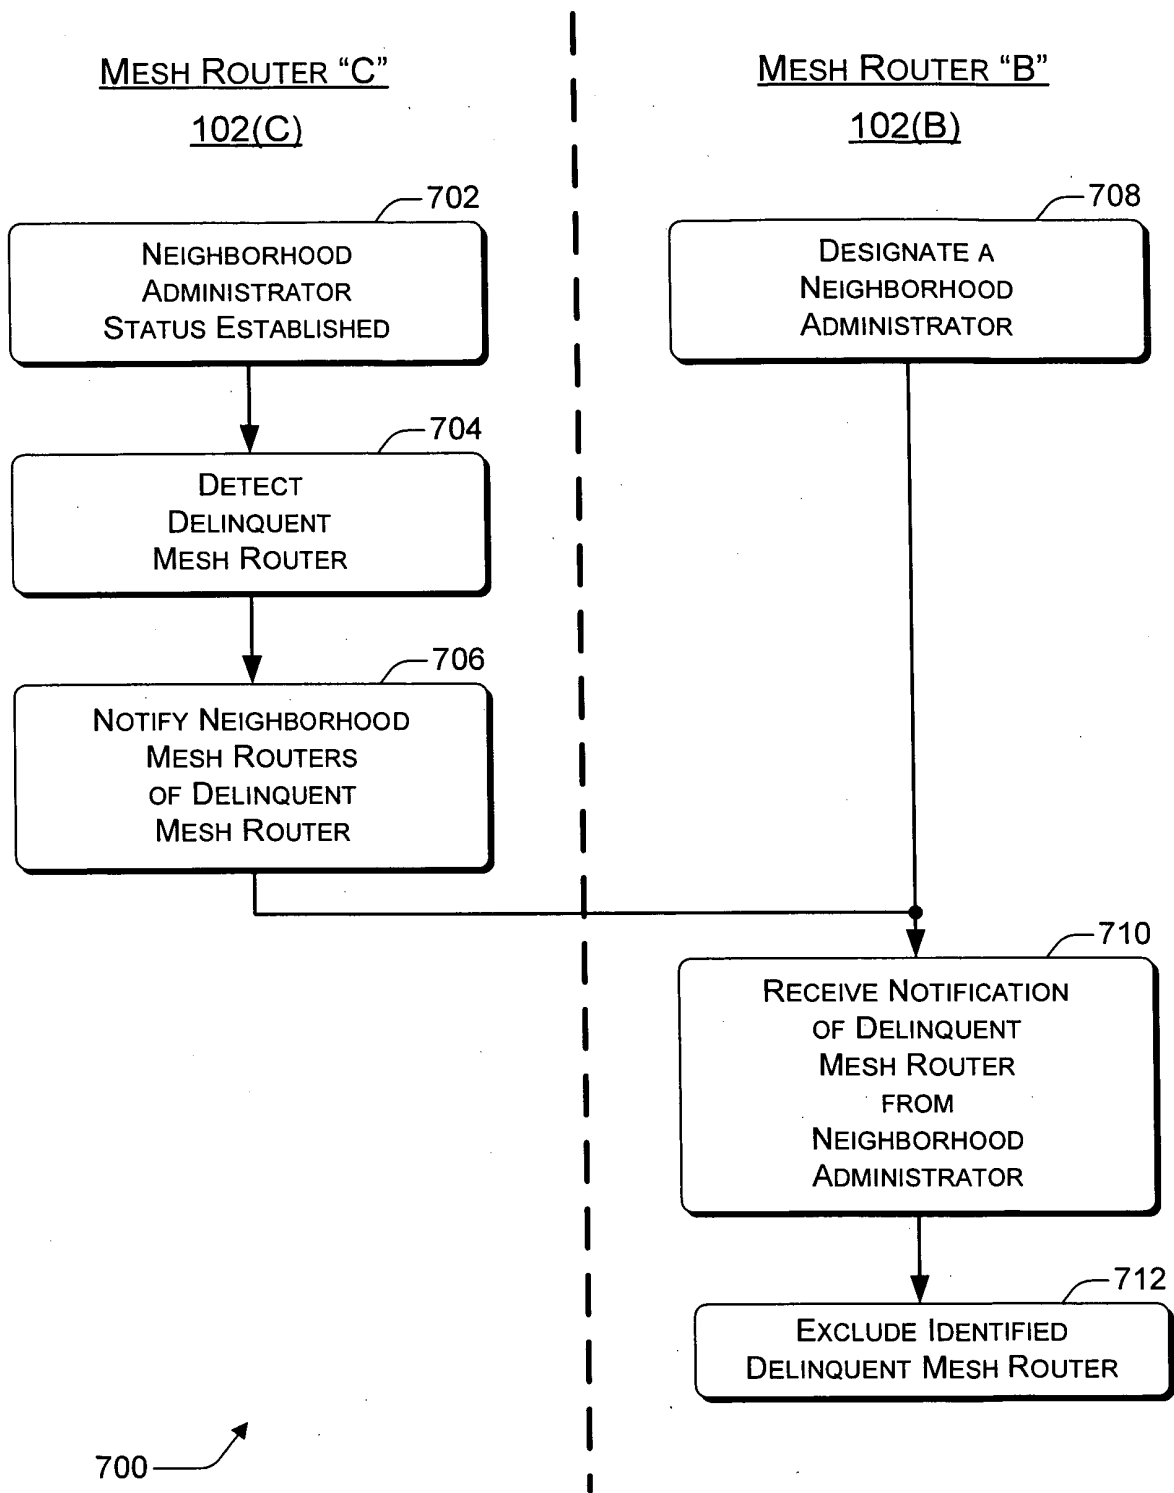 MESH ROUTER "C"
102(C)
702
NEIGHBORHOOD
ADMINISTRATOR
STATUS ESTABLISHED
704
DETECT
DELINQUENT
MESH ROUTER
706
NOTIFY NEIGHBORHOOD
MESH ROUTERS
OF DELINQUENT
MESH ROUTER
MESH ROUTER "B"
102(B)
708
DESIGNATE A
NEIGHBORHOOD
ADMINISTRATOR
710
RECEIVE NOTIFICATION
OF DELINQUENT
MESH ROUTER
FROM
NEIGHBORHOOD
ADMINISTRATOR
712
EXCLUDE IDENTIFIED
DELINQUENT MESH ROUTER
700